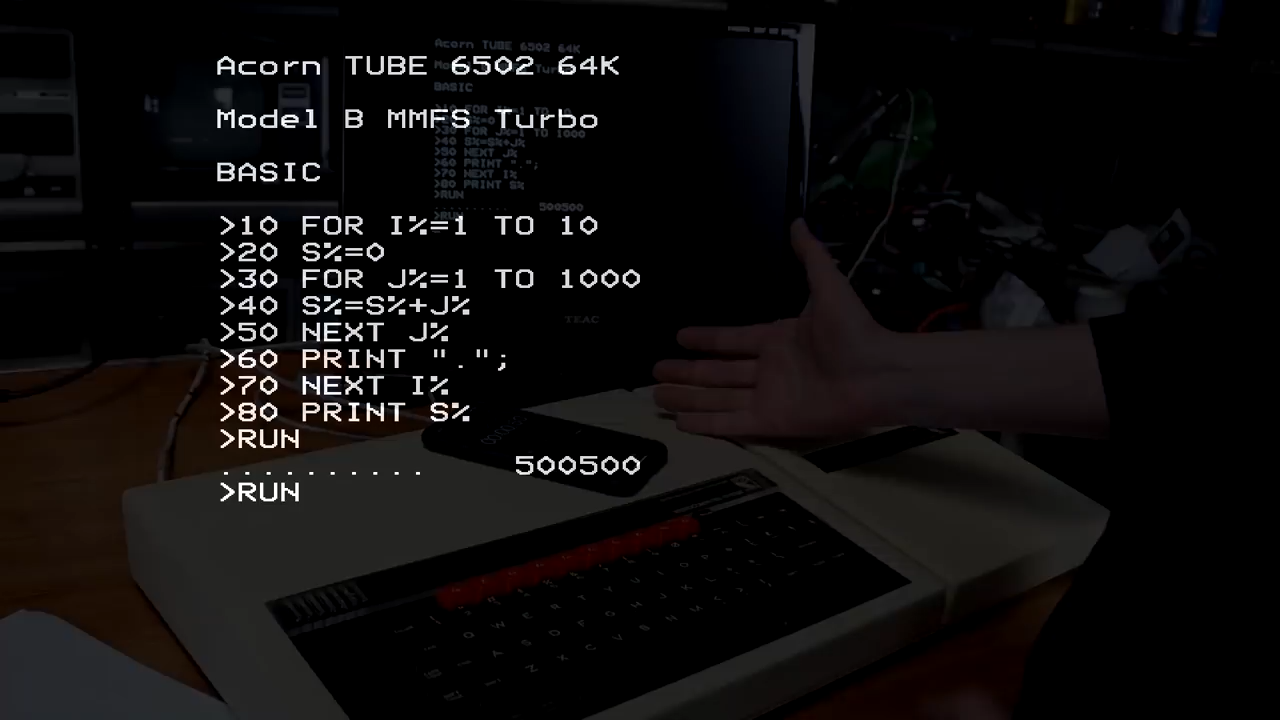 Acorn TUBE 6502 64K
Model B MMFS Turbo
BASIC
>10 FOR I%=1 TO 10
>20 S%=0
>30 FOR J%=1 TO 1000
>40 S%=S%+J%
>50 NEXT J%
>60 PRINT ".";
>70 NEXT I%
>80 PRINT S%
>RUN
..........    500500
>RUN
TEAC